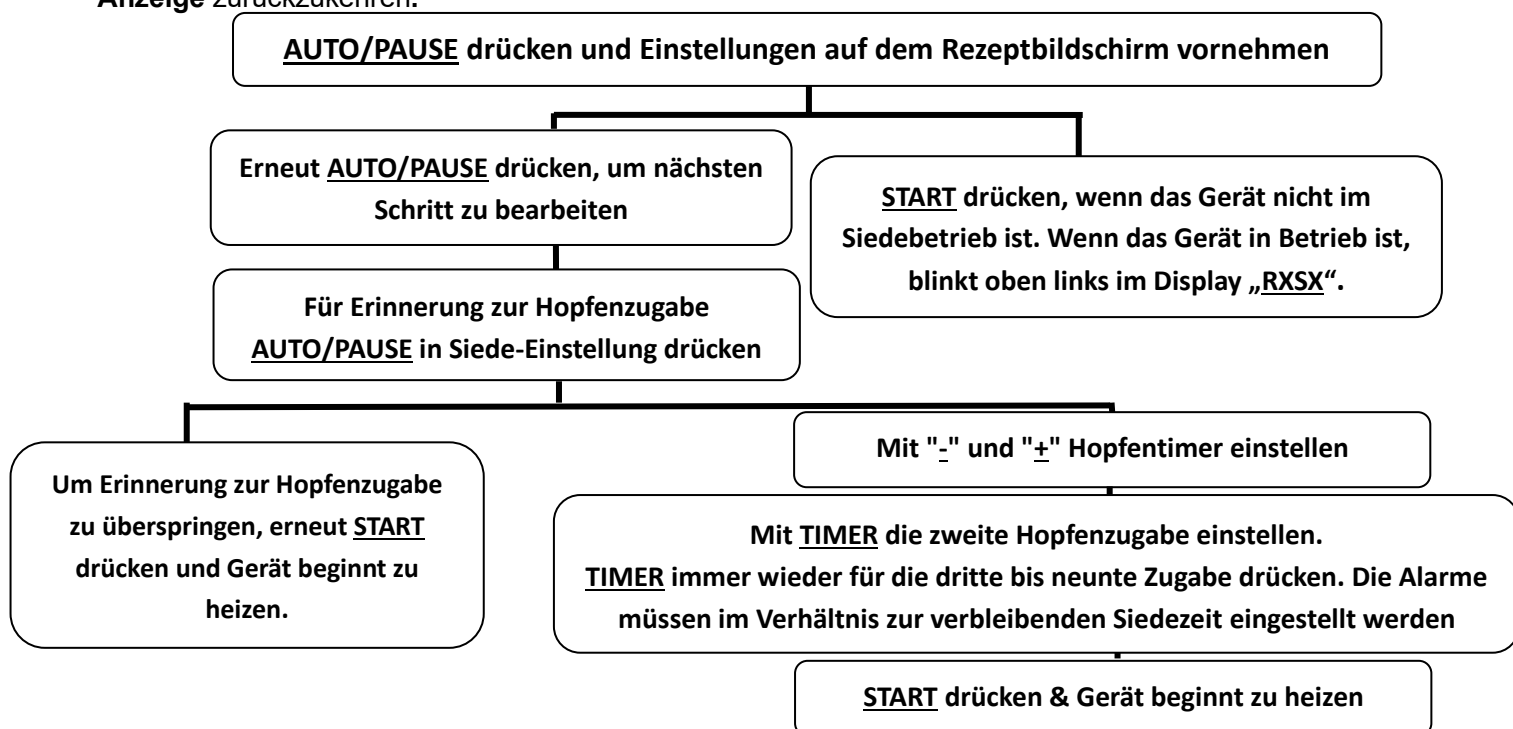 Anzeige zurückzukehren.
AUTO/PAUSE drücken und Einstellungen auf dem Rezeptbildschirm vornehmen
Erneut AUTO/PAUSE drücken, um nächsten
Schritt zu bearbeiten
START drücken, wenn das Gerät nicht im
Siedebetrieb ist. Wenn das Gerät in Betrieb ist,
blinkt oben links im Display „RXSX“.
Für Erinnerung zur Hopfenzugabe
AUTO/PAUSE in Siede-Einstellung drücken
Um Erinnerung zur Hopfenzugabe
zu überspringen, erneut START
drücken und Gerät beginnt zu
heizen.
Mit "-" und "+" Hopfentimer einstellen
Mit TIMER die zweite Hopfenzugabe einstellen.
TIMER immer wieder für die dritte bis neunte Zugabe drücken. Die Alarme
müssen im Verhältnis zur verbleibenden Siedezeit eingestellt werden
START drücken & Gerät beginnt zu heizen